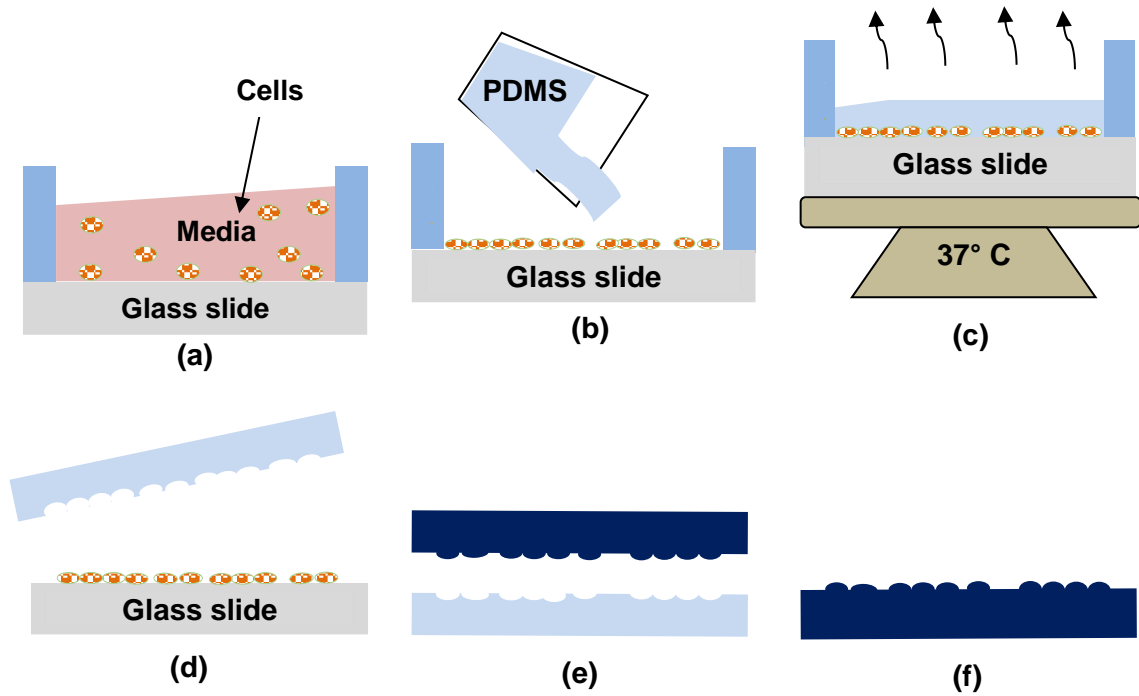 Cells
Media
Glass slide
(a)
PDMS
Glass slide
(b)
Glass slide
37° C
(c)
Glass slide
(d)
(e)
(f)